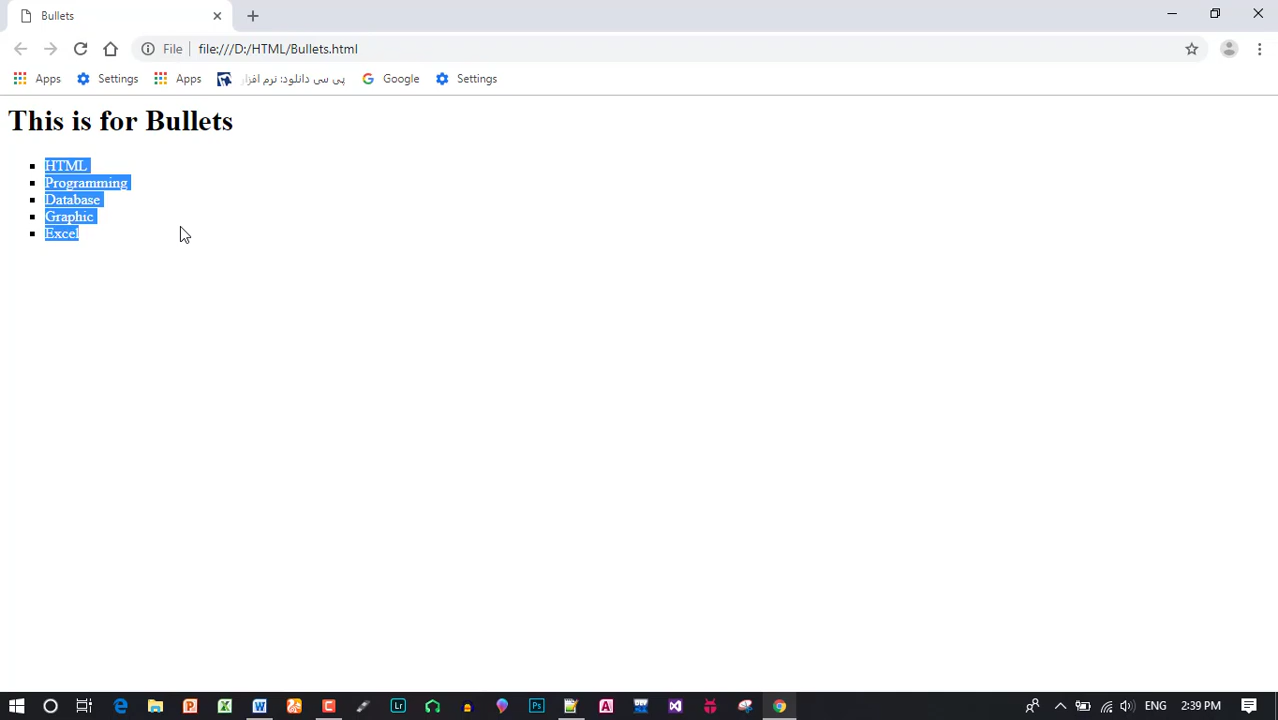 Bullets
File file:///D:/HTML/Bullets.html
Apps Settings Apps پی سی دانلود: نرم افزار Google Settings
This is for Bullets
HTML
Programming
Database
Graphic
Excel
ENG 2:39 PM